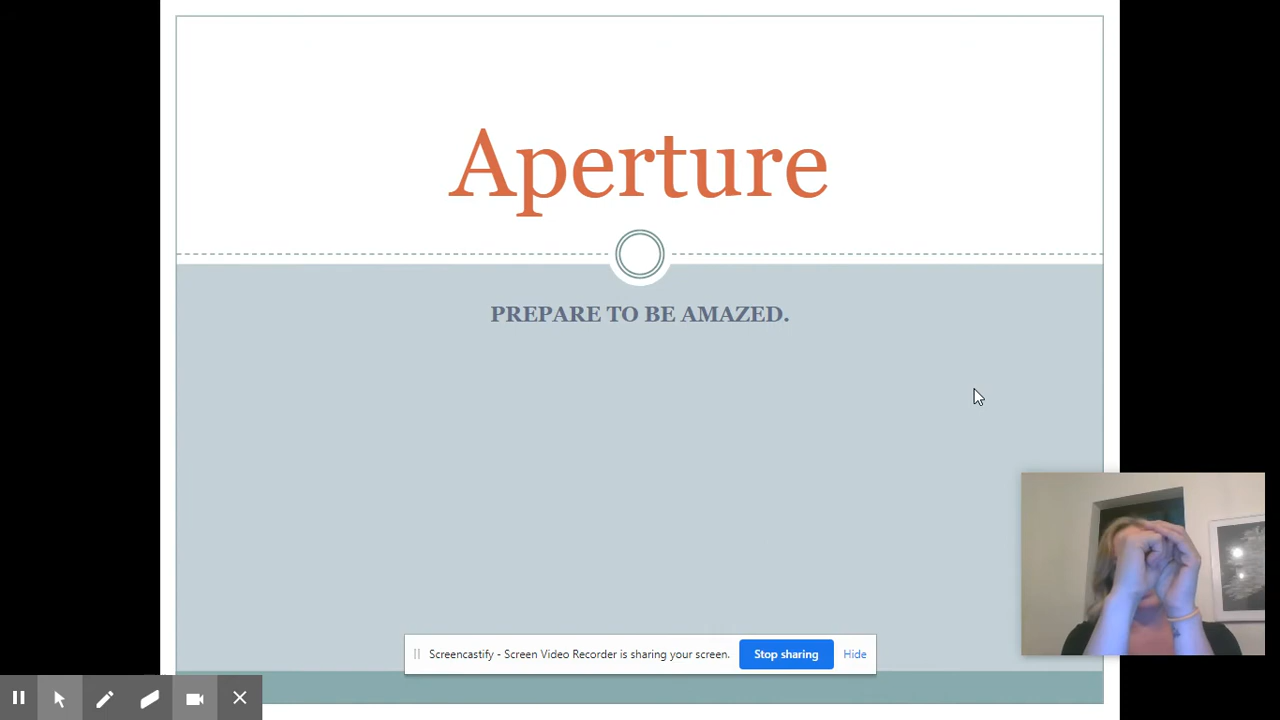 Aperture
PREPARE TO BE AMAZED.
Screencastify - Screen Video Recorder is sharing your screen.
Stop sharing
Hide